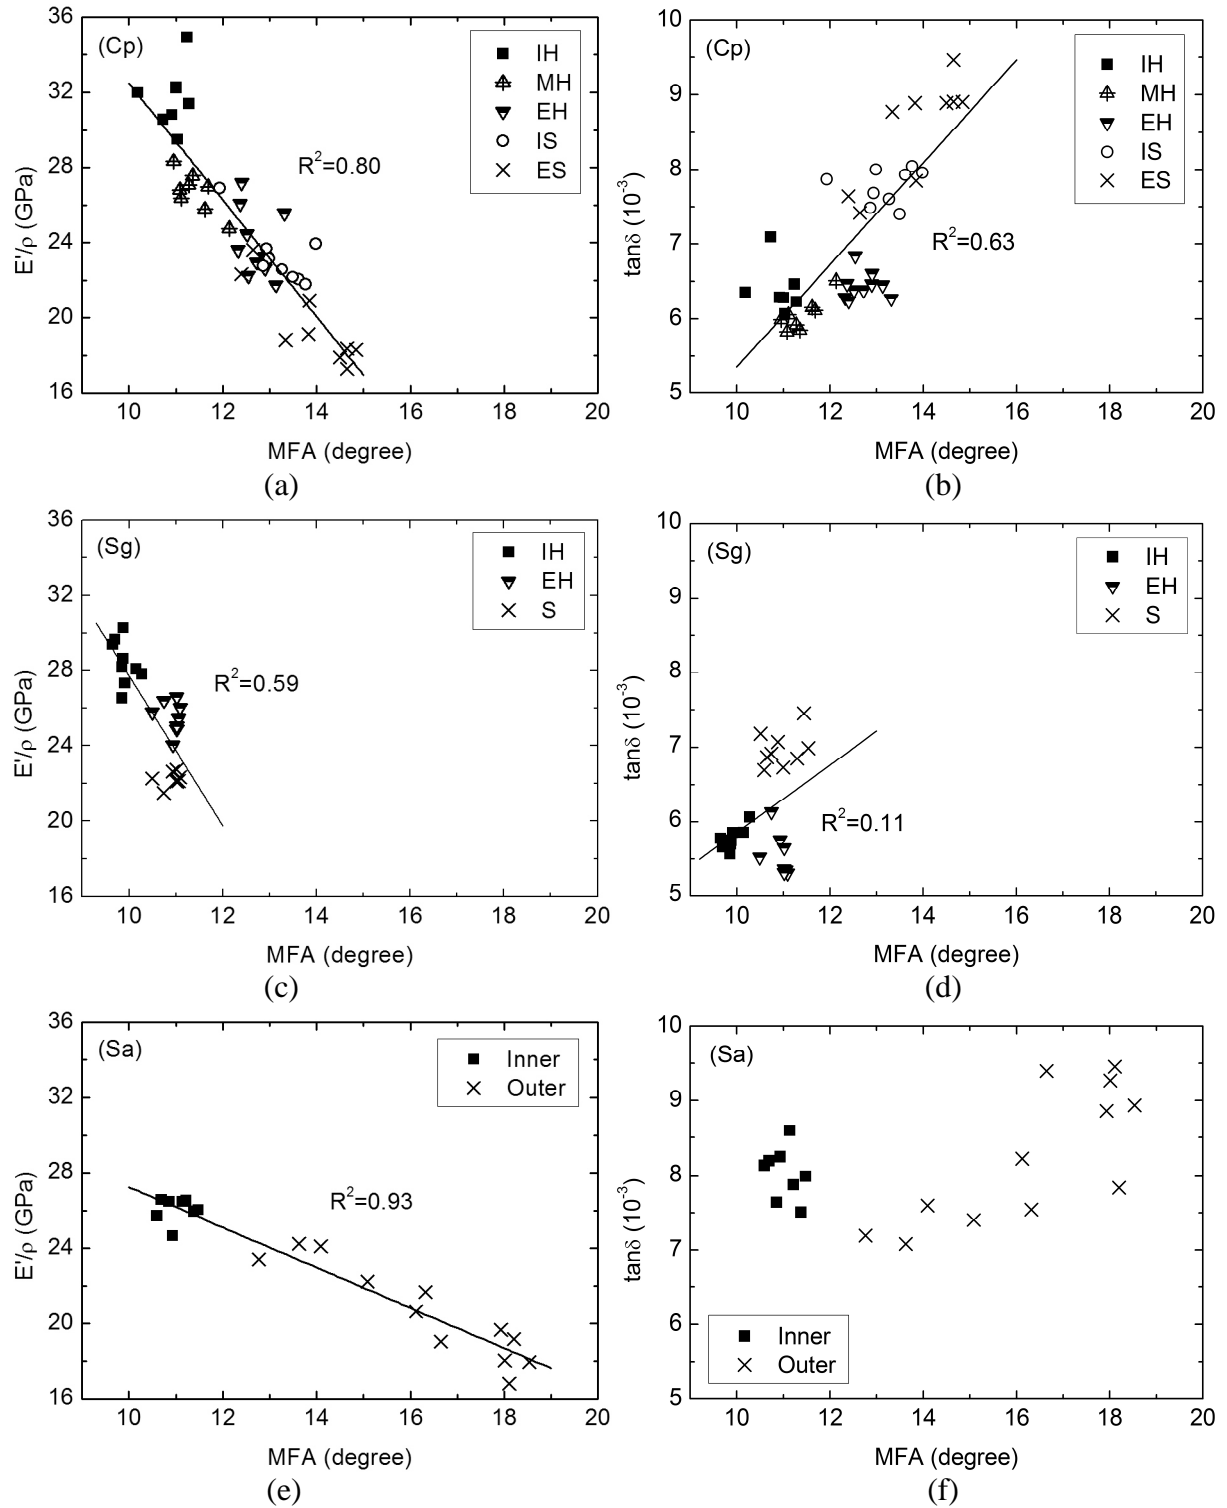 (Cp)
IH
MH
EH
IS
ES
R²=0.80
36
32
28
24
20
16
E'/ρ (GPa)
10 12 14 16 18 20
MFA (degree)
(a)
(Cp)
IH
MH
EH
IS
ES
R²=0.63
10
9
8
7
6
5
tanδ (10⁻³)
10 12 14 16 18 20
MFA (degree)
(b)
(Sg)
IH
EH
S
R²=0.59
36
32
28
24
20
16
E'/ρ (GPa)
10 12 14 16 18 20
MFA (degree)
(c)
(Sg)
IH
EH
S
R²=0.11
10
9
8
7
6
5
tanδ (10⁻³)
10 12 14 16 18 20
MFA (degree)
(d)
(Sa)
Inner
Outer
R²=0.93
36
32
28
24
20
16
E'/ρ (GPa)
10 12 14 16 18 20
MFA (degree)
(e)
(Sa)
10
9
8
7
6
5
tanδ (10⁻³)
Inner
Outer
10 12 14 16 18 20
MFA (degree)
(f)